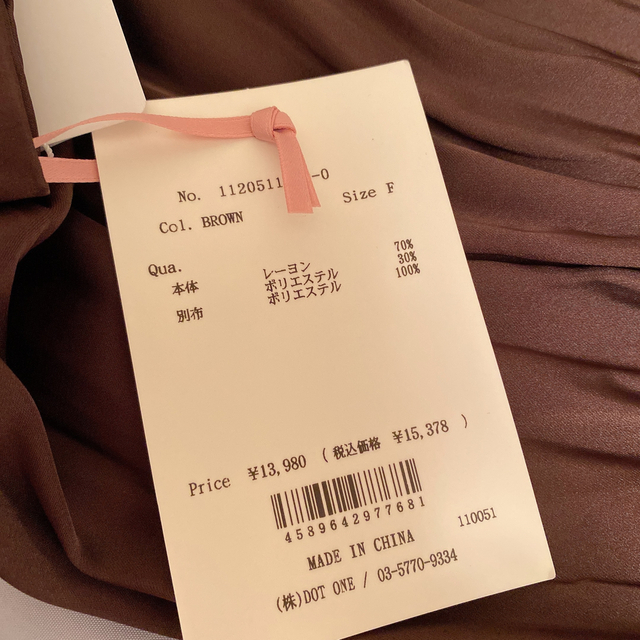 No. 1120511 -0
Col. BROWN Size F
Qua.
本体 レーヨン 70%
ポリエステル 30%
別布 ポリエステル 100%
Price ¥13,980 ( 税込価格 ¥15,378 )
4539642977681
MADE IN CHINA 110051
(株)DOT ONE / 03-5770-9334